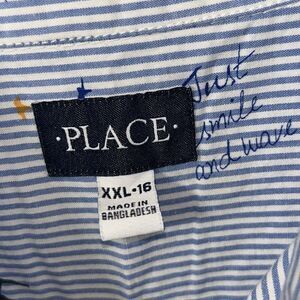 Just
smile
and wave
·PLACE·
XXL-16
MADE IN
BANGLADESH